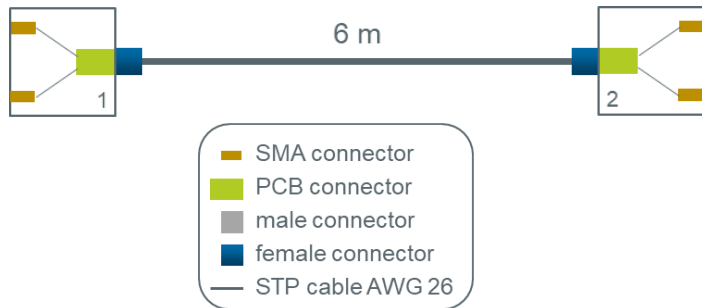 6 m
1
2
SMA connector
PCB connector
male connector
female connector
STP cable AWG 26